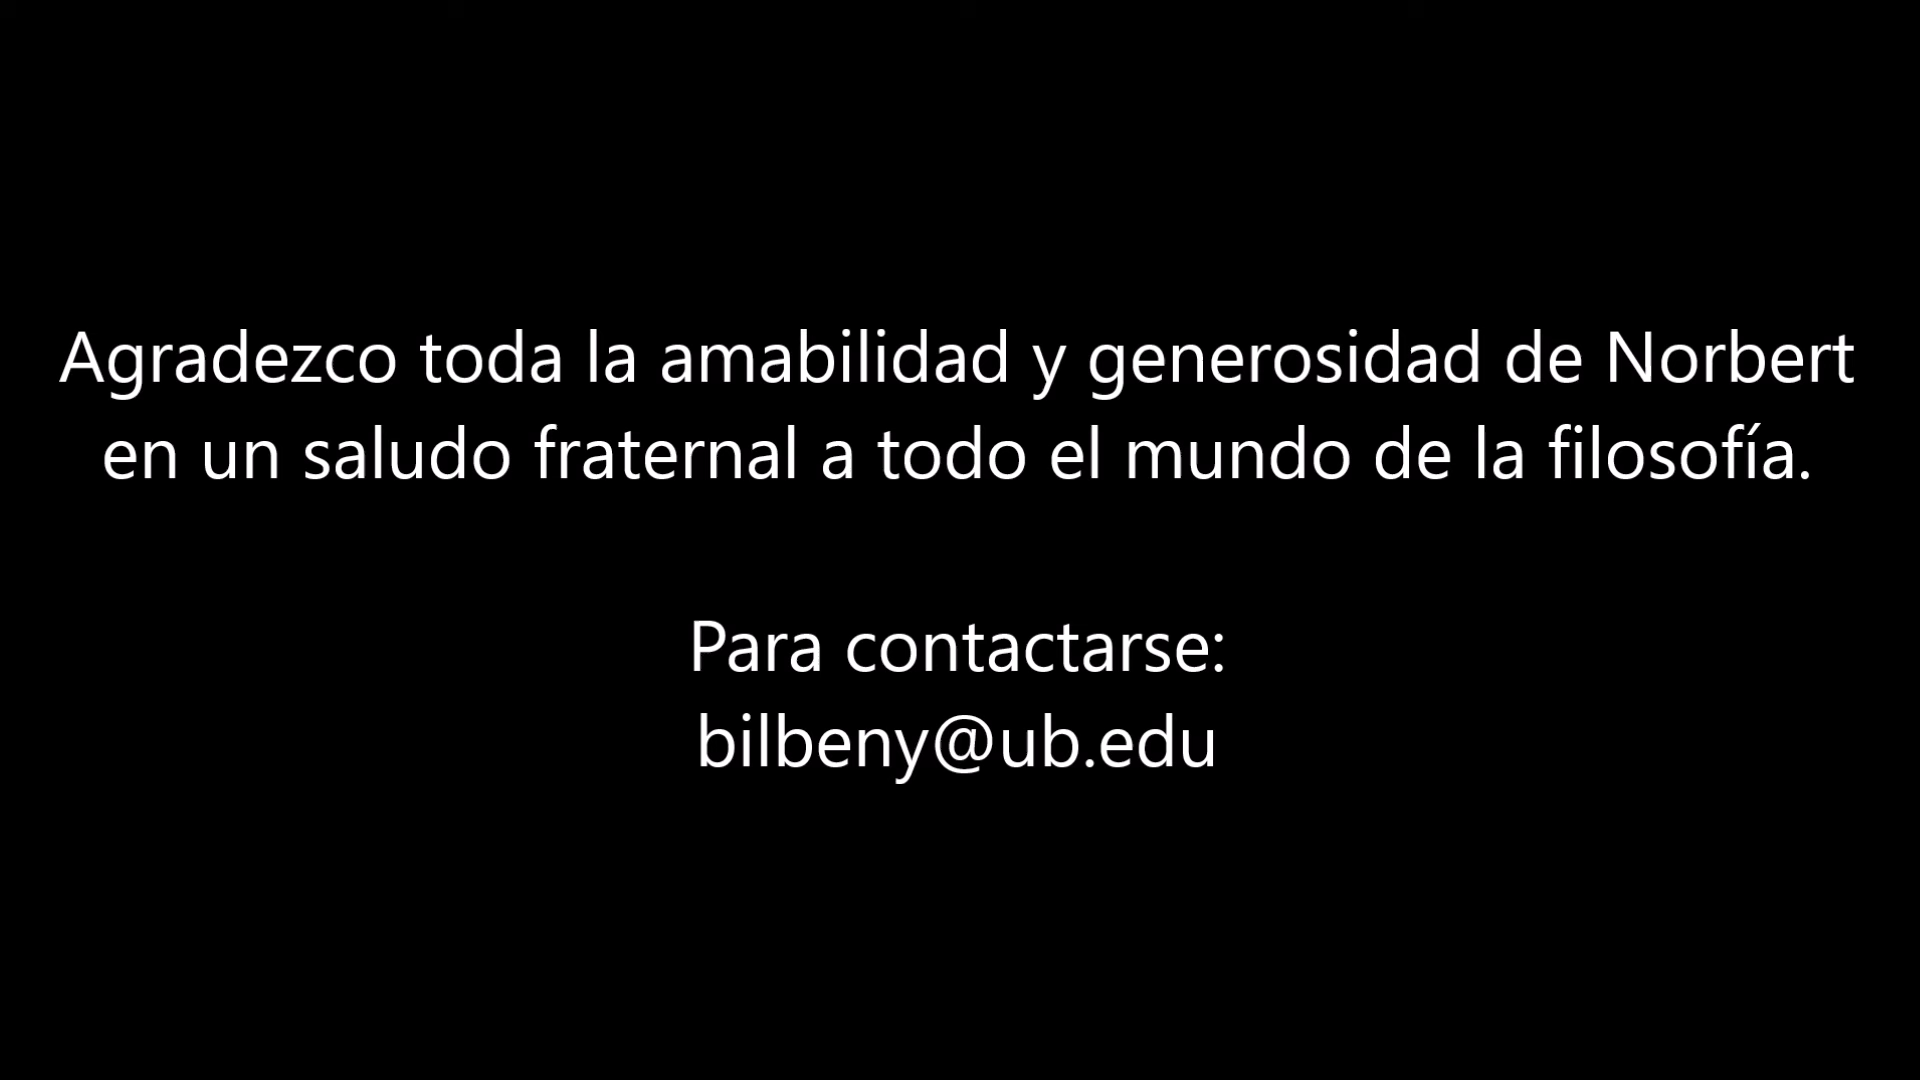 Agradezco toda la amabilidad y generosidad de Norbert
en un saludo fraternal a todo el mundo de la filosofía.
Para contactarse:
bilbeny@ub.edu